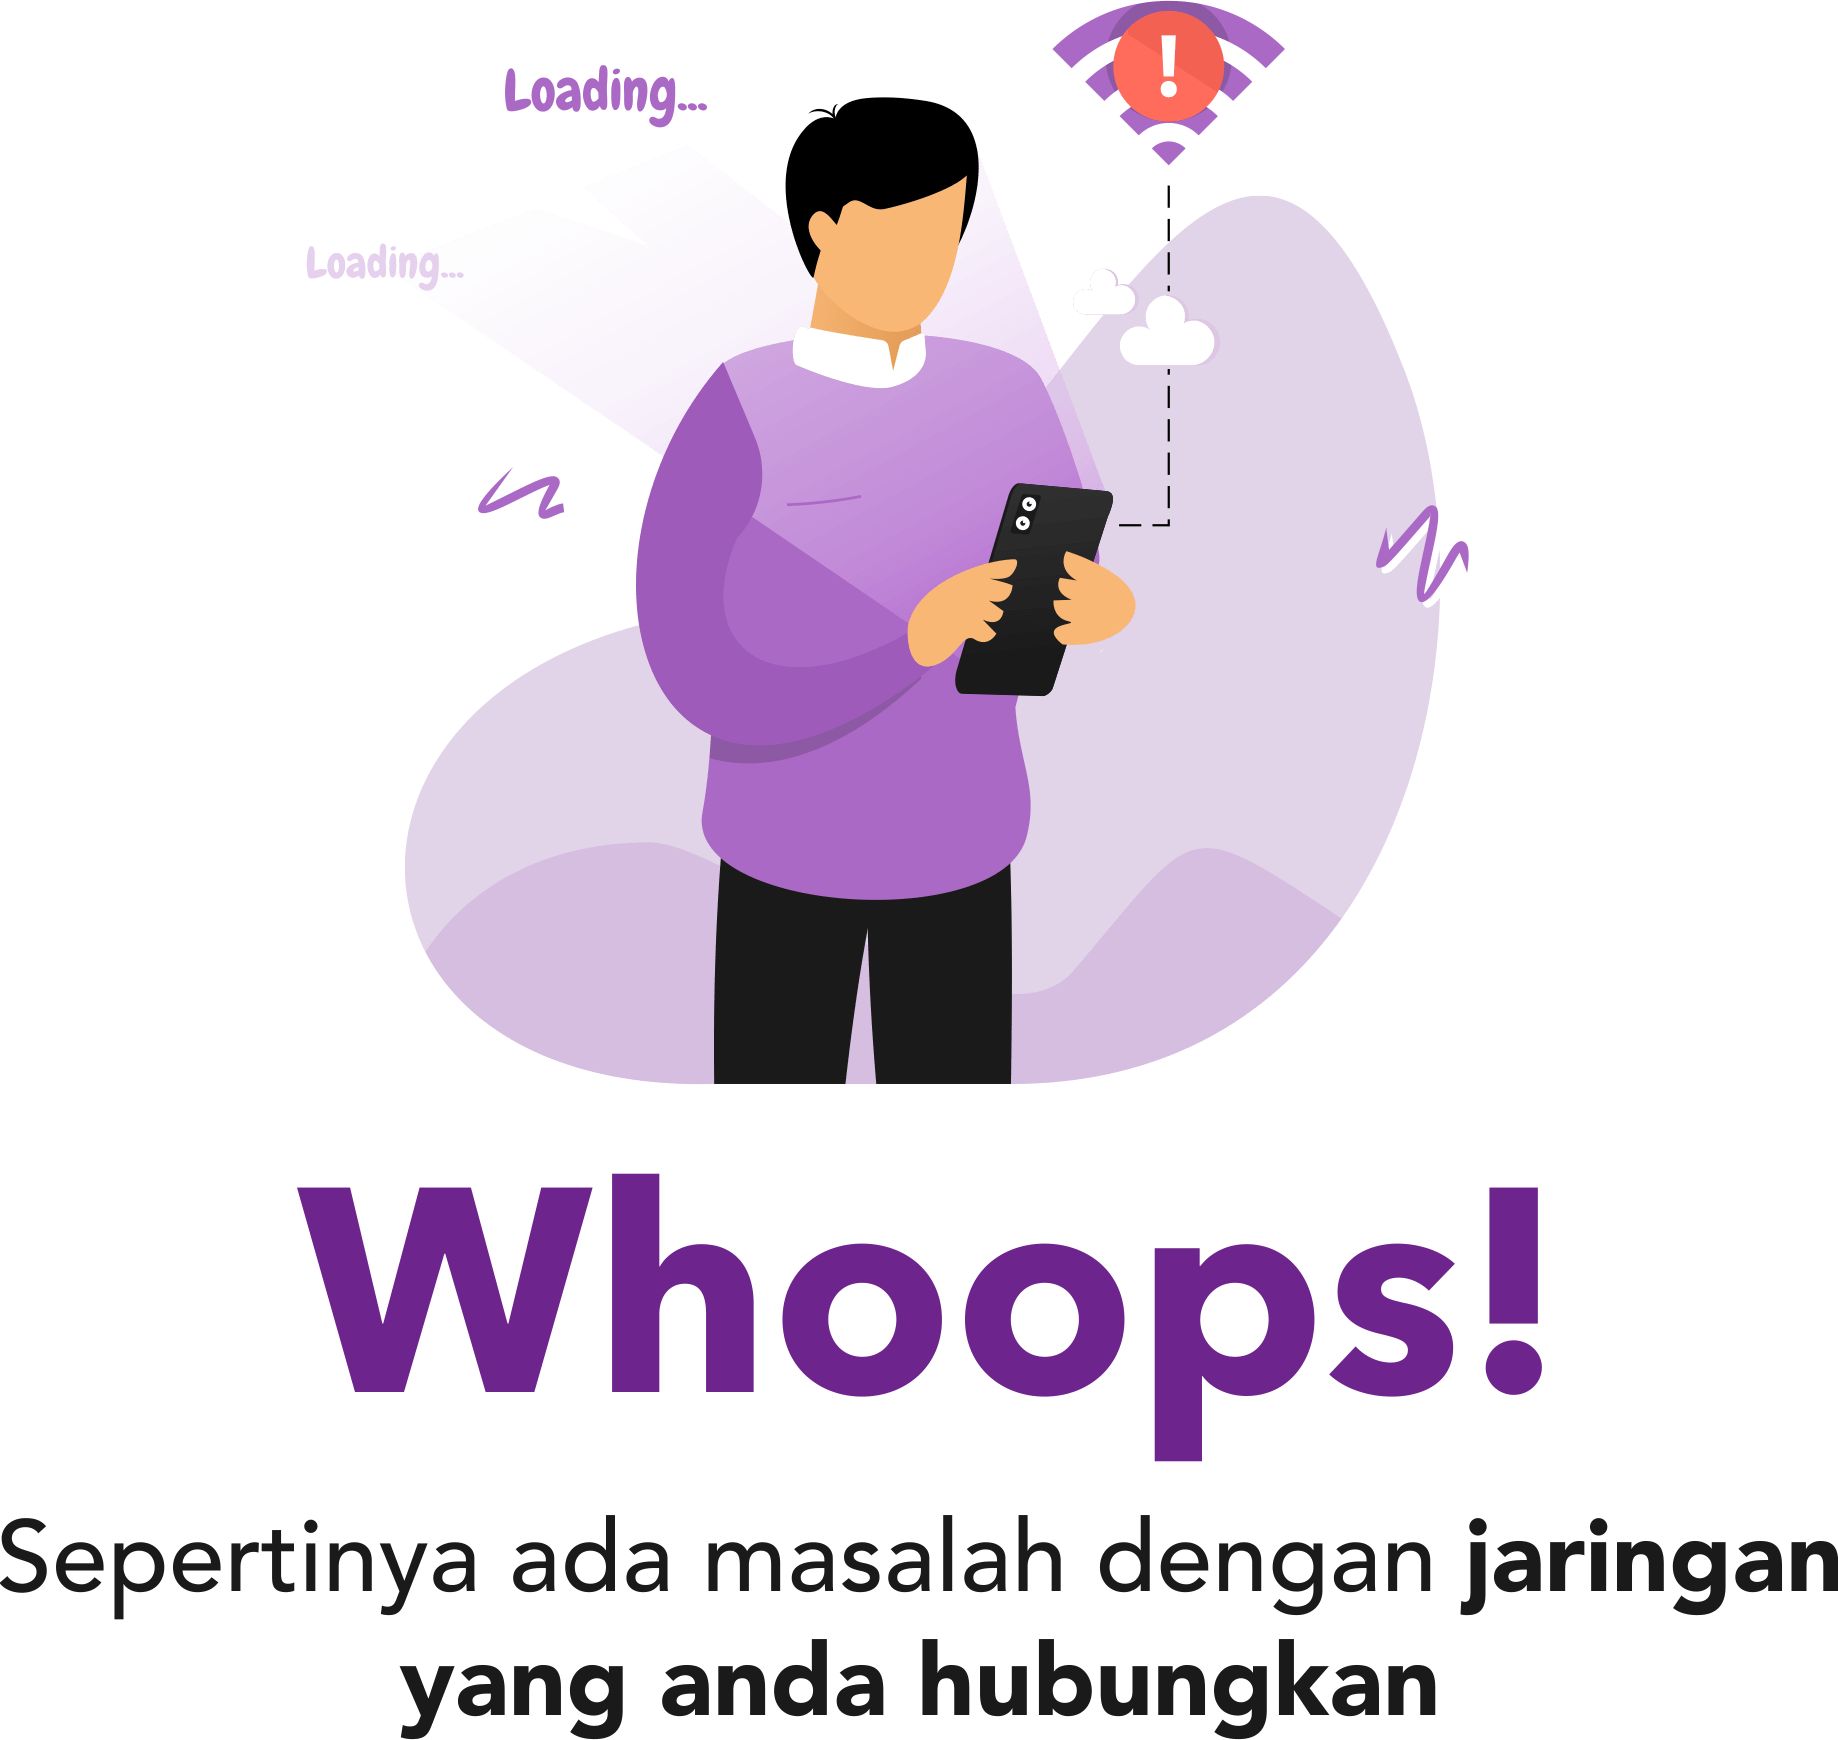 Loading...
Loading...
Whoops!
Sepertinya ada masalah dengan jaringan
yang anda hubungkan